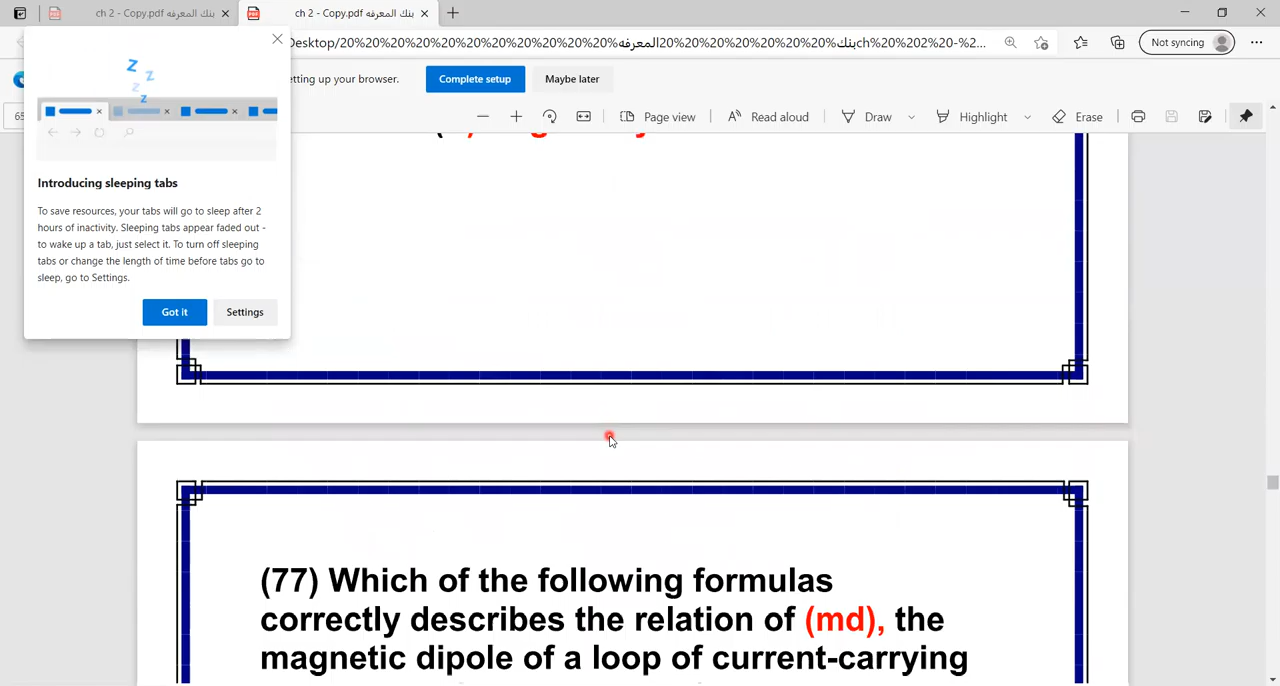 ch 2 - Copy.pdf بنك المعرفه
ch 2 - Copy.pdf بنك المعرفه
Desktop/20%20%20%20%20%20%20%20المعرفه%20%20%20%20%20%20%20بنكch%20%202%20-%2...
Not syncing
etting up your browser.
Complete setup
Maybe later
Page view
Read aloud
Draw
Highlight
Erase
z z z z
Introducing sleeping tabs
To save resources, your tabs will go to sleep after 2
hours of inactivity. Sleeping tabs appear faded out -
to wake up a tab, just select it. To turn off sleeping
tabs or change the length of time before tabs go to
sleep, go to Settings.
Got it
Settings
(77) Which of the following formulas
correctly describes the relation of (md), the
magnetic dipole of a loop of current-carrying